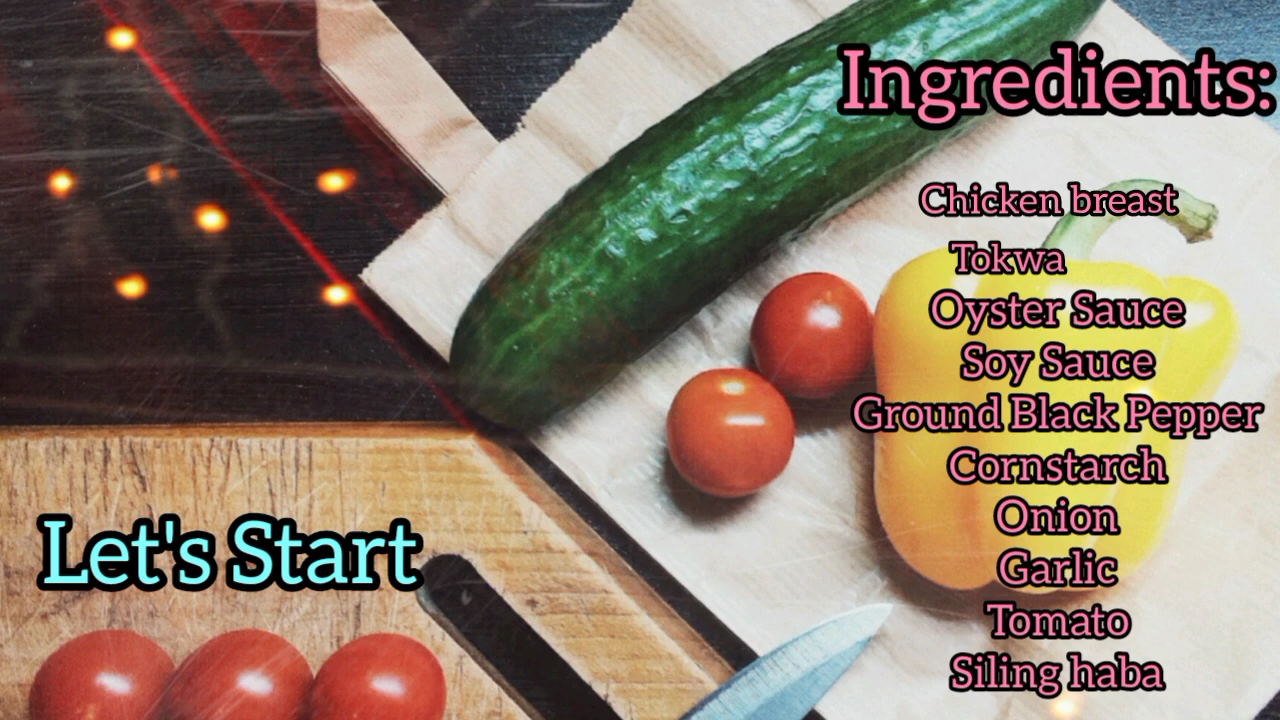 Ingredients:
Chicken breast
Tokwa
Oyster Sauce
Soy Sauce
Ground Black Pepper
Cornstarch
Onion
Garlic
Tomato
Siling haba
Let's Start